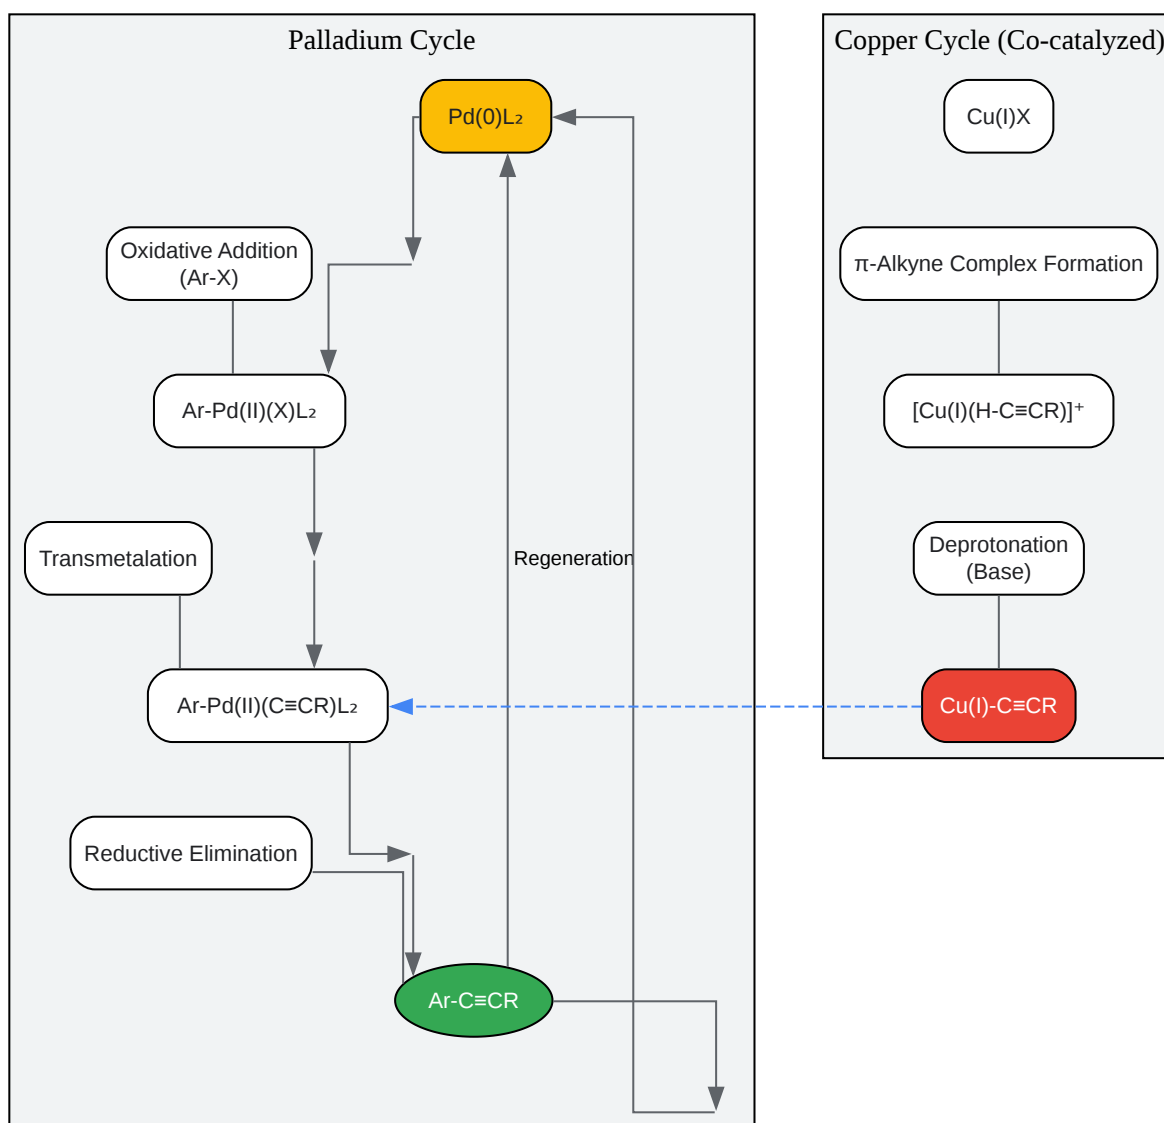 Palladium Cycle
Pd(0)L₂
Oxidative Addition
(Ar-X)
Ar-Pd(II)(X)L₂
Transmetalation
Regeneration
Ar-Pd(II)(C≡CR)L₂
Reductive Elimination
Ar-C≡CR
Copper Cycle (Co-catalyzed)
Cu(I)X
π-Alkyne Complex Formation
[Cu(I)(H-C≡CR)]⁺
Deprotonation
(Base)
Cu(I)-C≡CR